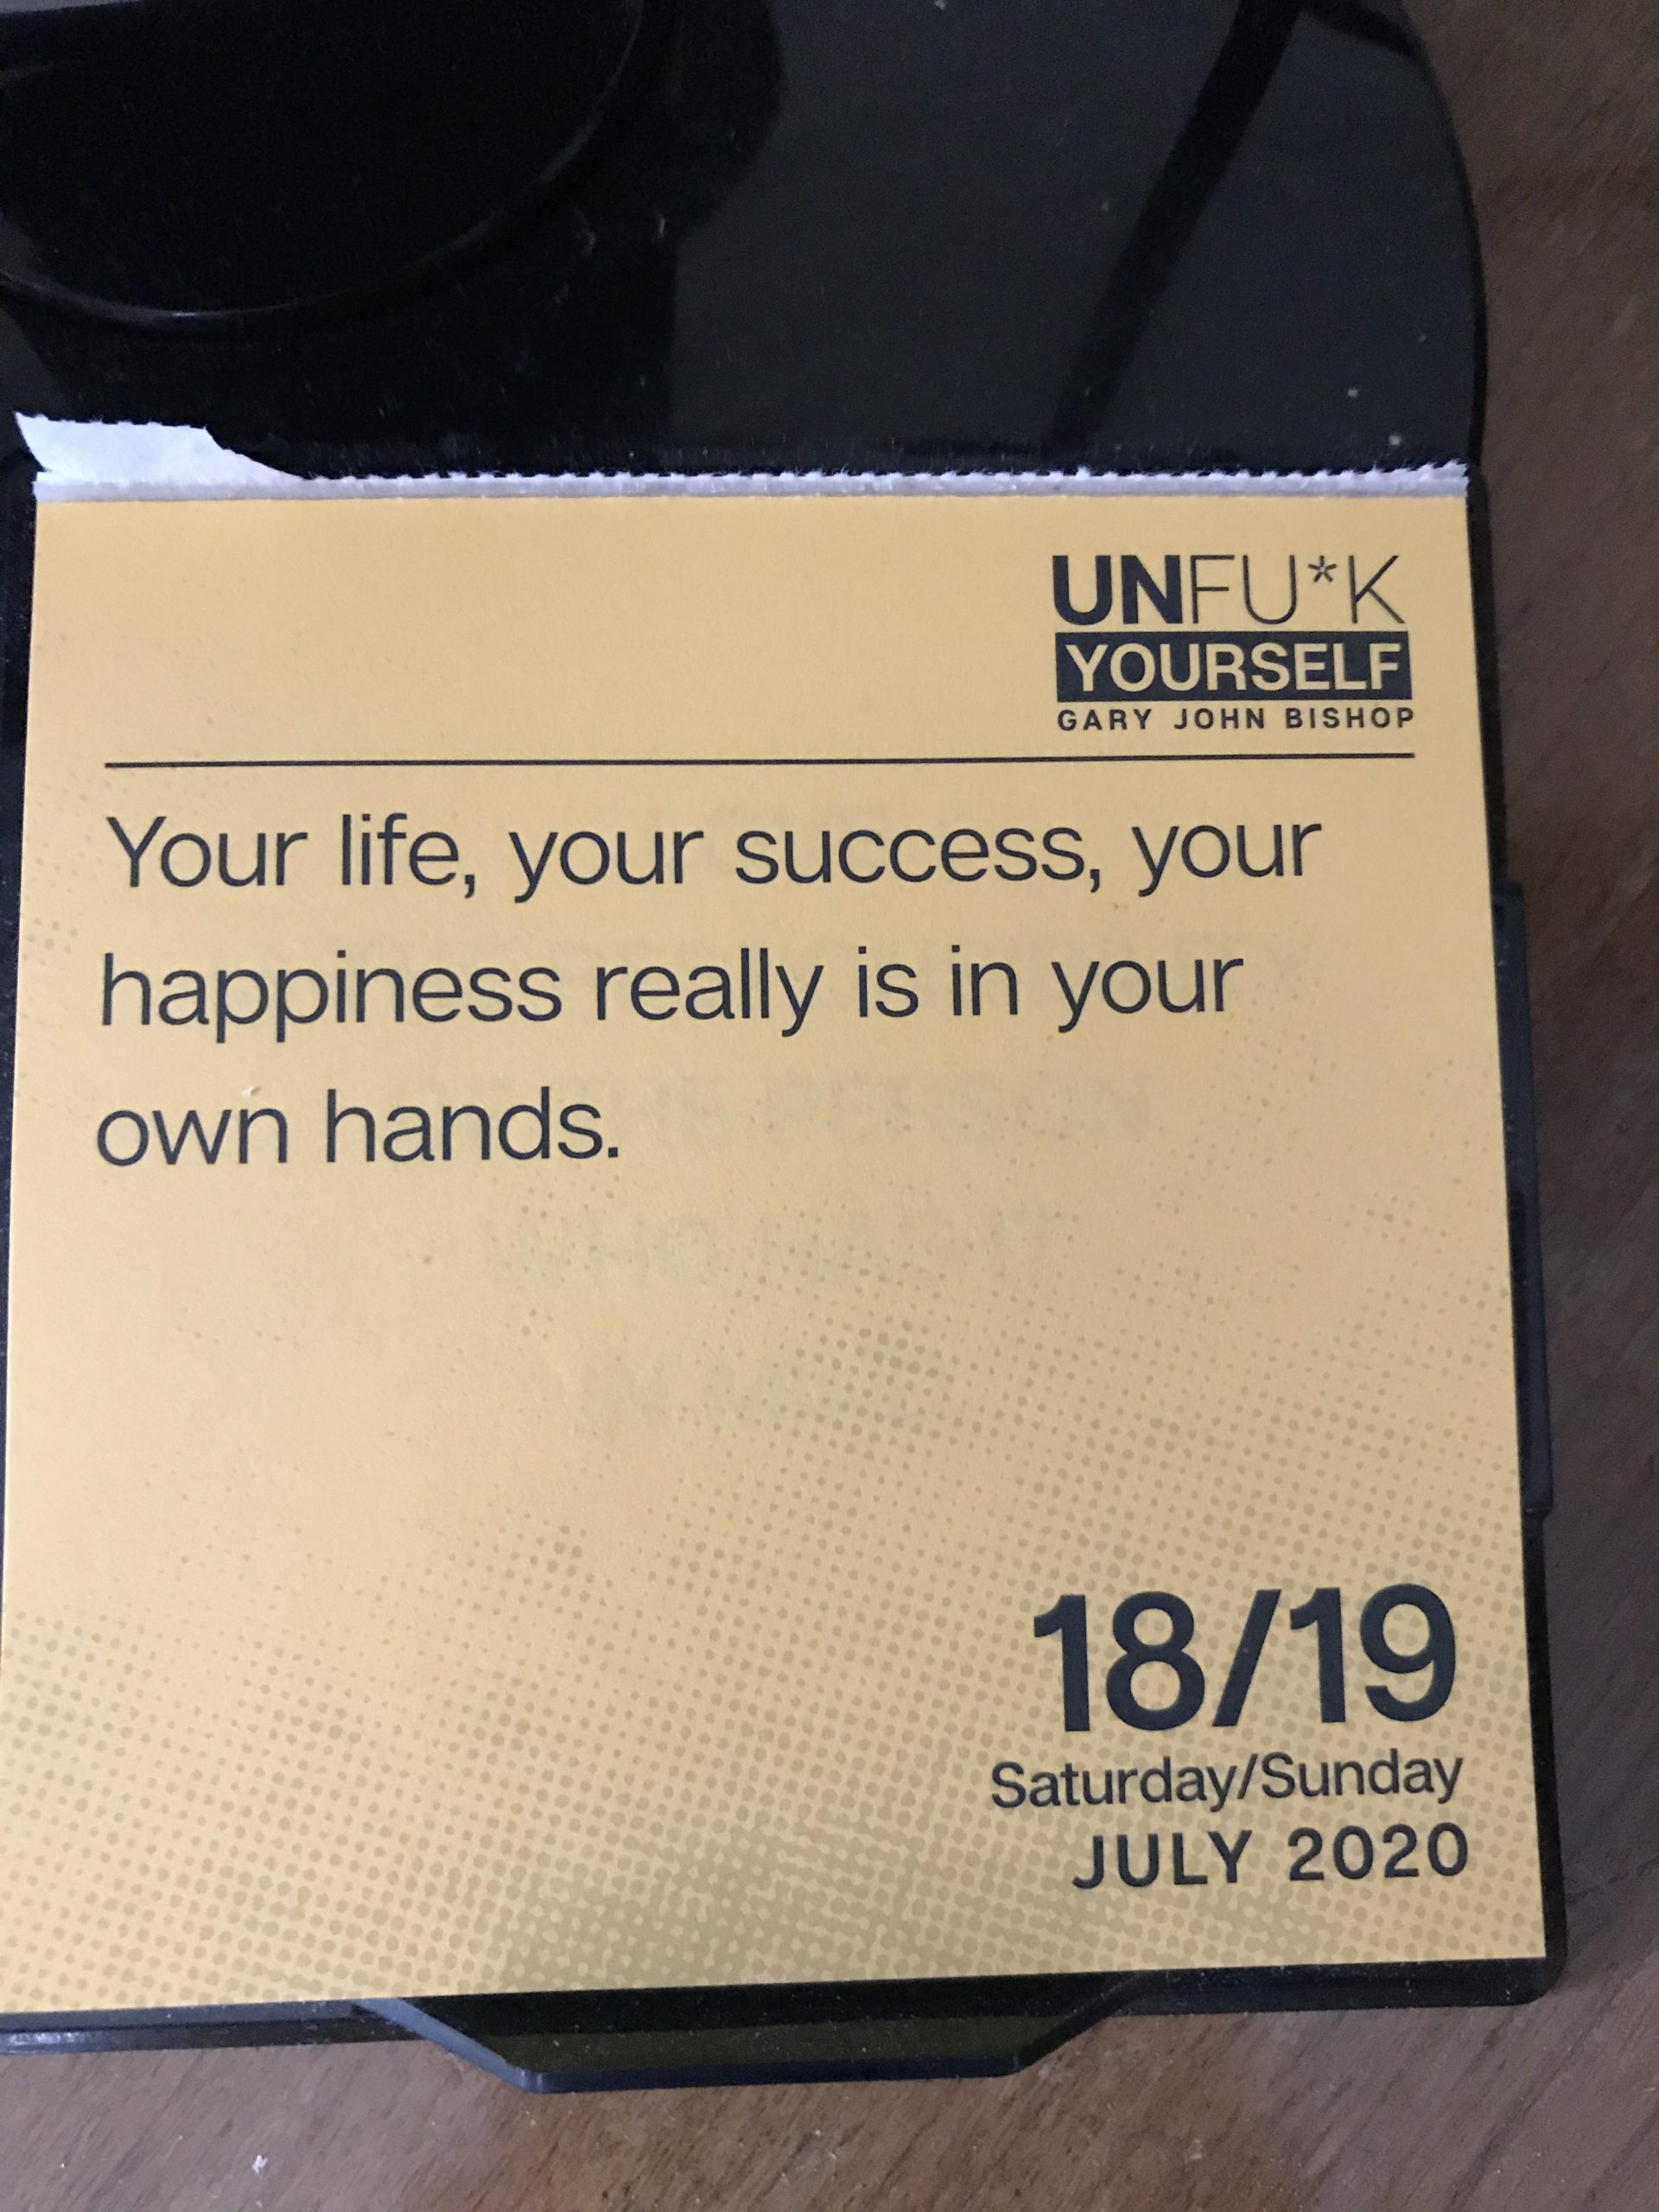 UNFU*K
YOURSELF
GARY JOHN BISHOP
Your life, your success, your
happiness really is in your
own hands.
18/19
Saturday/Sunday
JULY 2020